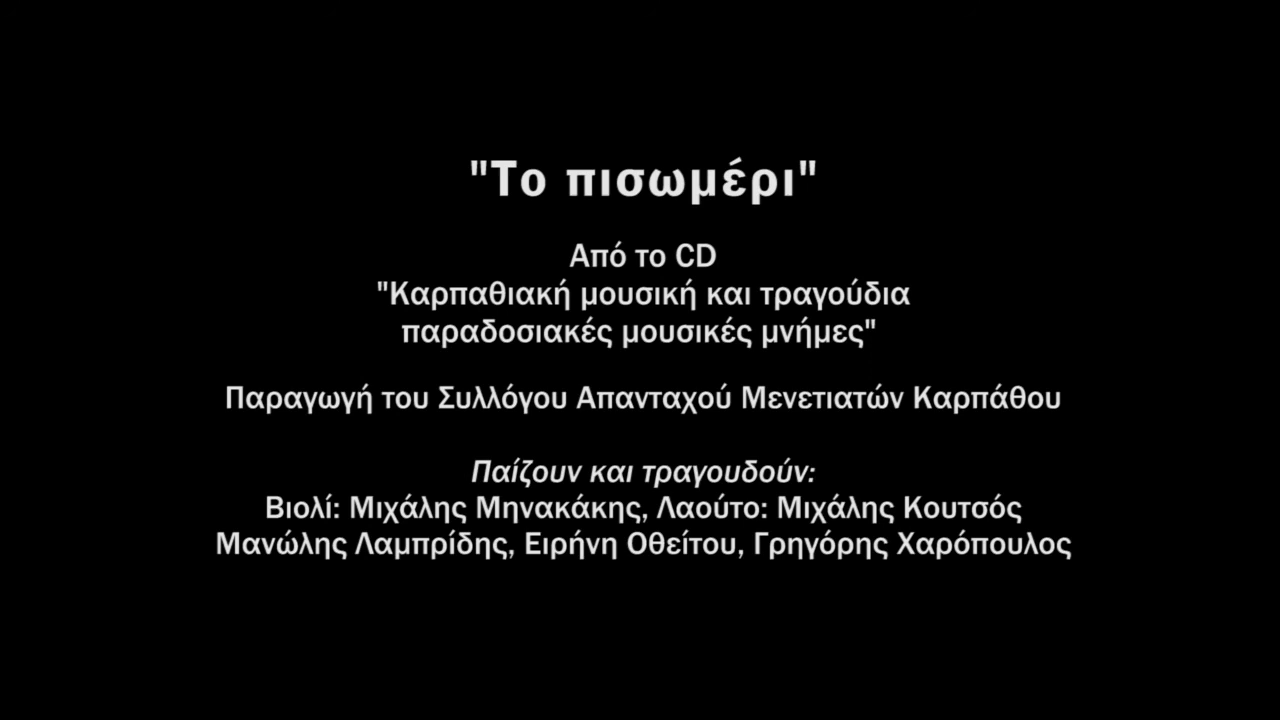 "Το πισωμέρι"
Από το CD
"Καρπαθιακή μουσική και τραγούδια
παραδοσιακές μουσικές μνήμες"
Παραγωγή του Συλλόγου Απανταχού Μενετιατών Καρπάθου
Παίζουν και τραγουδούν:
Βιολί: Μιχάλης Μηνακάκης, Λαούτο: Μιχάλης Κουτσός
Μανώλης Λαμπρίδης, Ειρήνη Οθείτου, Γρηγόρης Χαρόπουλος